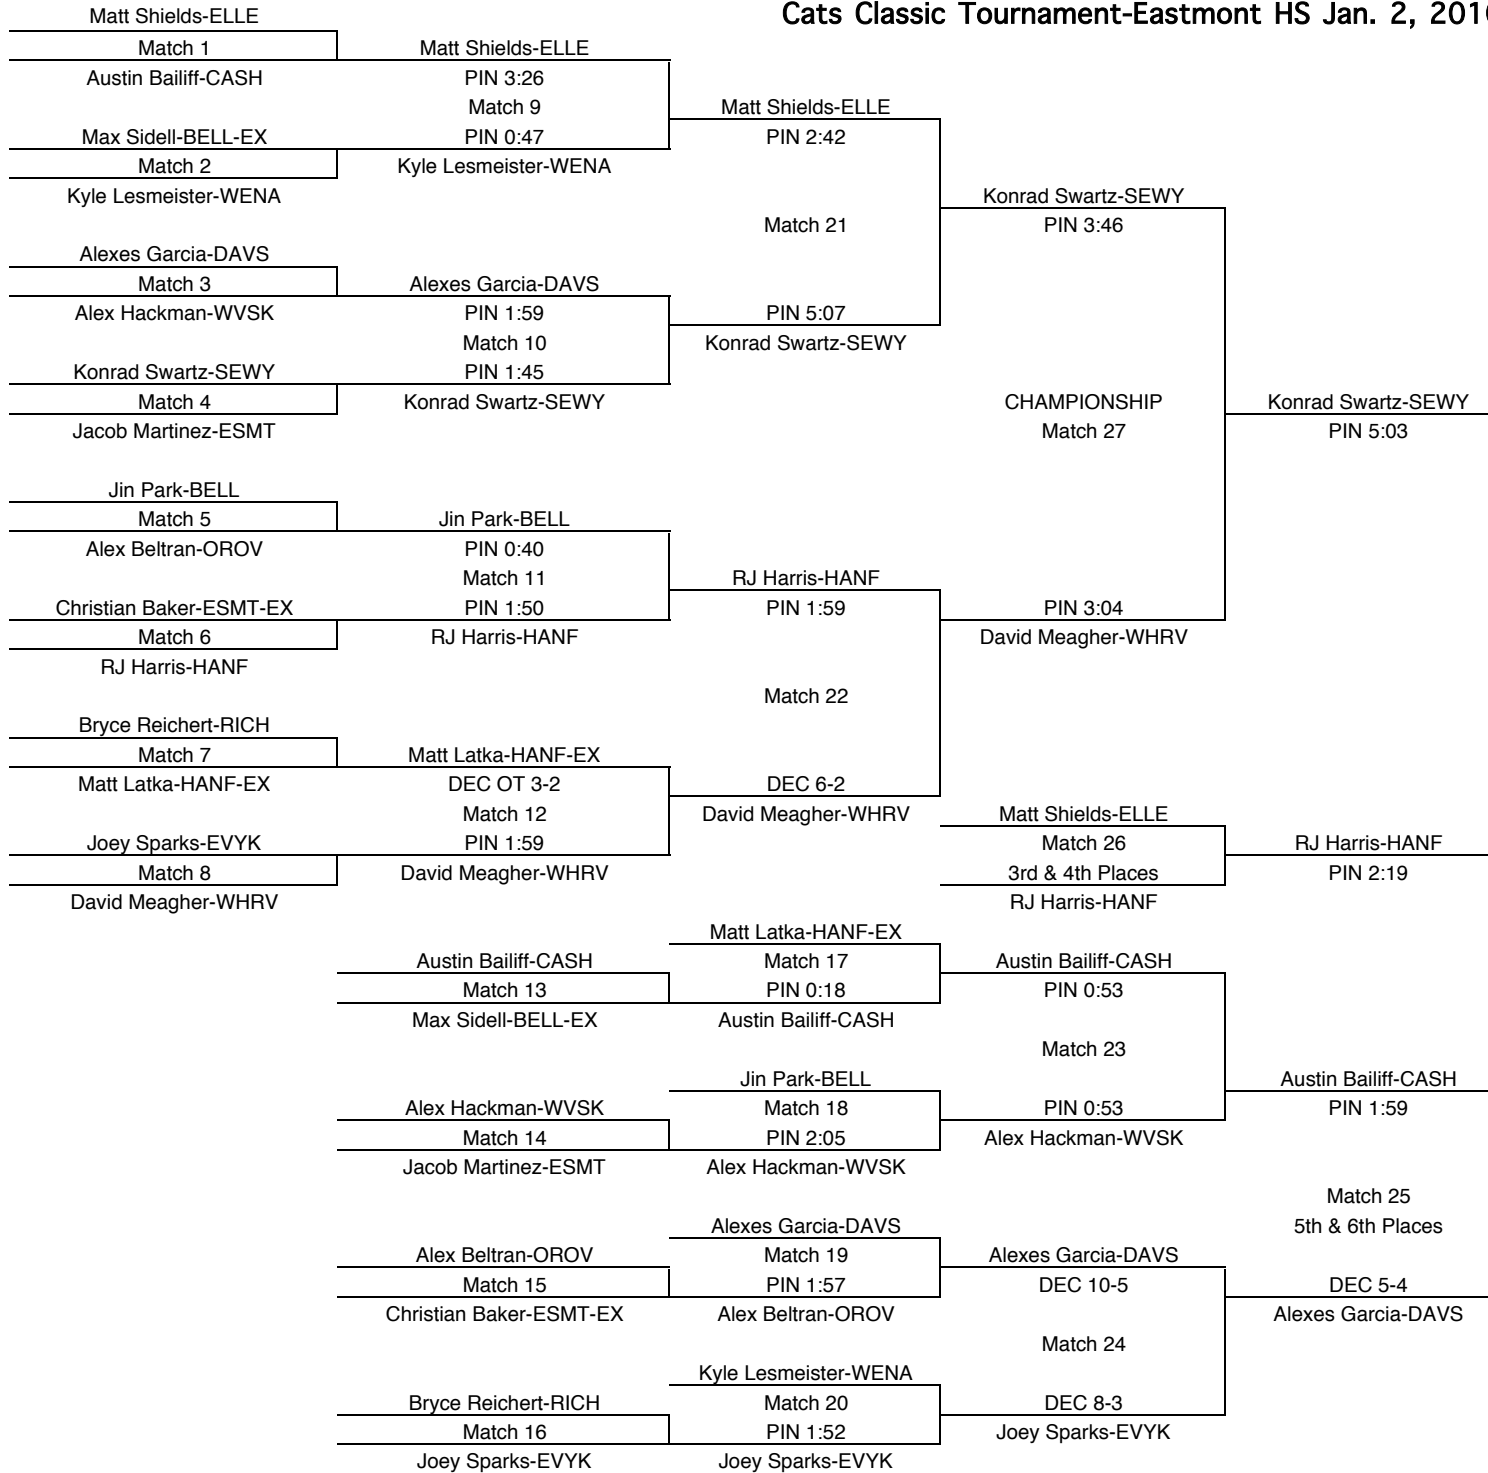 Cats Classic Tournament-Eastmont HS Jan. 2, 201
Matt Shields-ELLE
Match 1
Austin Bailiff-CASH
Max Sidell-BELL-EX
Match 2
Kyle Lesmeister-WENA
Alexes Garcia-DAVS
Match 3
Alex Hackman-WVSK
Konrad Swartz-SEWY
Match 4
Jacob Martinez-ESMT
Jin Park-BELL
Match 5
Alex Beltran-OROV
Christian Baker-ESMT-EX
Match 6
RJ Harris-HANF
Bryce Reichert-RICH
Match 7
Matt Latka-HANF-EX
Joey Sparks-EVYK
Match 8
David Meagher-WHRV
Matt Shields-ELLE
PIN 3:26
Match 9
PIN 0:47
Kyle Lesmeister-WENA
Alexes Garcia-DAVS
PIN 1:59
Match 10
PIN 1:45
Konrad Swartz-SEWY
Jin Park-BELL
PIN 0:40
Match 11
PIN 1:50
RJ Harris-HANF
Matt Latka-HANF-EX
DEC OT 3-2
Match 12
PIN 1:59
David Meagher-WHRV
Matt Shields-ELLE
PIN 2:42
Match 21
PIN 5:07
Konrad Swartz-SEWY
RJ Harris-HANF
PIN 1:59
Match 22
DEC 6-2
David Meagher-WHRV
Konrad Swartz-SEWY
PIN 3:46
CHAMPIONSHIP
Match 27
PIN 3:04
David Meagher-WHRV
Konrad Swartz-SEWY
PIN 5:03
Matt Shields-ELLE
Match 26
3rd & 4th Places
RJ Harris-HANF
RJ Harris-HANF
PIN 2:19
Austin Bailiff-CASH
Match 13
Max Sidell-BELL-EX
Alex Hackman-WVSK
Match 14
Jacob Martinez-ESMT
Alex Beltran-OROV
Match 15
Christian Baker-ESMT-EX
Bryce Reichert-RICH
Match 16
Joey Sparks-EVYK
Matt Latka-HANF-EX
Match 17
PIN 0:18
Austin Bailiff-CASH
Jin Park-BELL
Match 18
PIN 2:05
Alex Hackman-WVSK
Alexes Garcia-DAVS
Match 19
PIN 1:57
Alex Beltran-OROV
Kyle Lesmeister-WENA
Match 20
PIN 1:52
Joey Sparks-EVYK
Austin Bailiff-CASH
PIN 0:53
Match 23
PIN 0:53
Alex Hackman-WVSK
Alexes Garcia-DAVS
DEC 10-5
Match 24
DEC 8-3
Joey Sparks-EVYK
Austin Bailiff-CASH
PIN 1:59
Match 25
5th & 6th Places
DEC 5-4
Alexes Garcia-DAVS